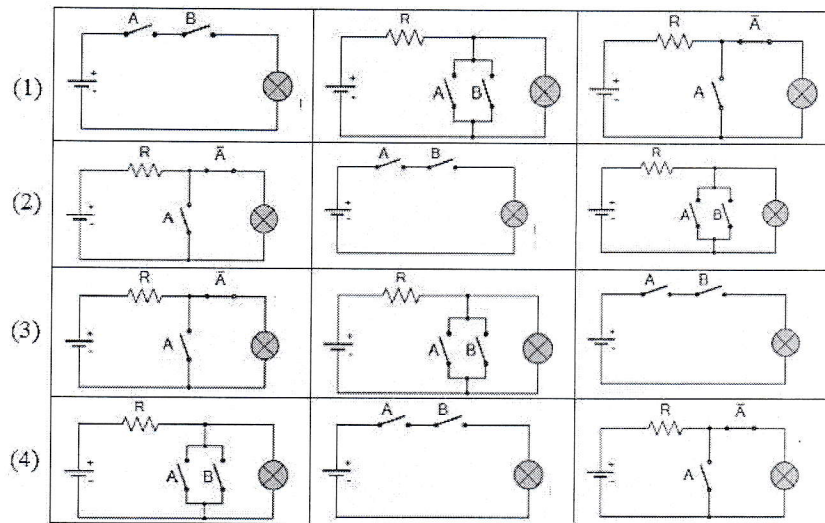 A B
R
A B
R Ā
A
(1)
+
-
+
-
+
-
R Ā
A
(2)
+
-
A B
+
-
R
A B
+
-
R Ā
A
(3)
+
-
R
A B
+
-
A B
+
-
R
A B
(4)
+
-
A B
+
-
R Ā
A
+
-